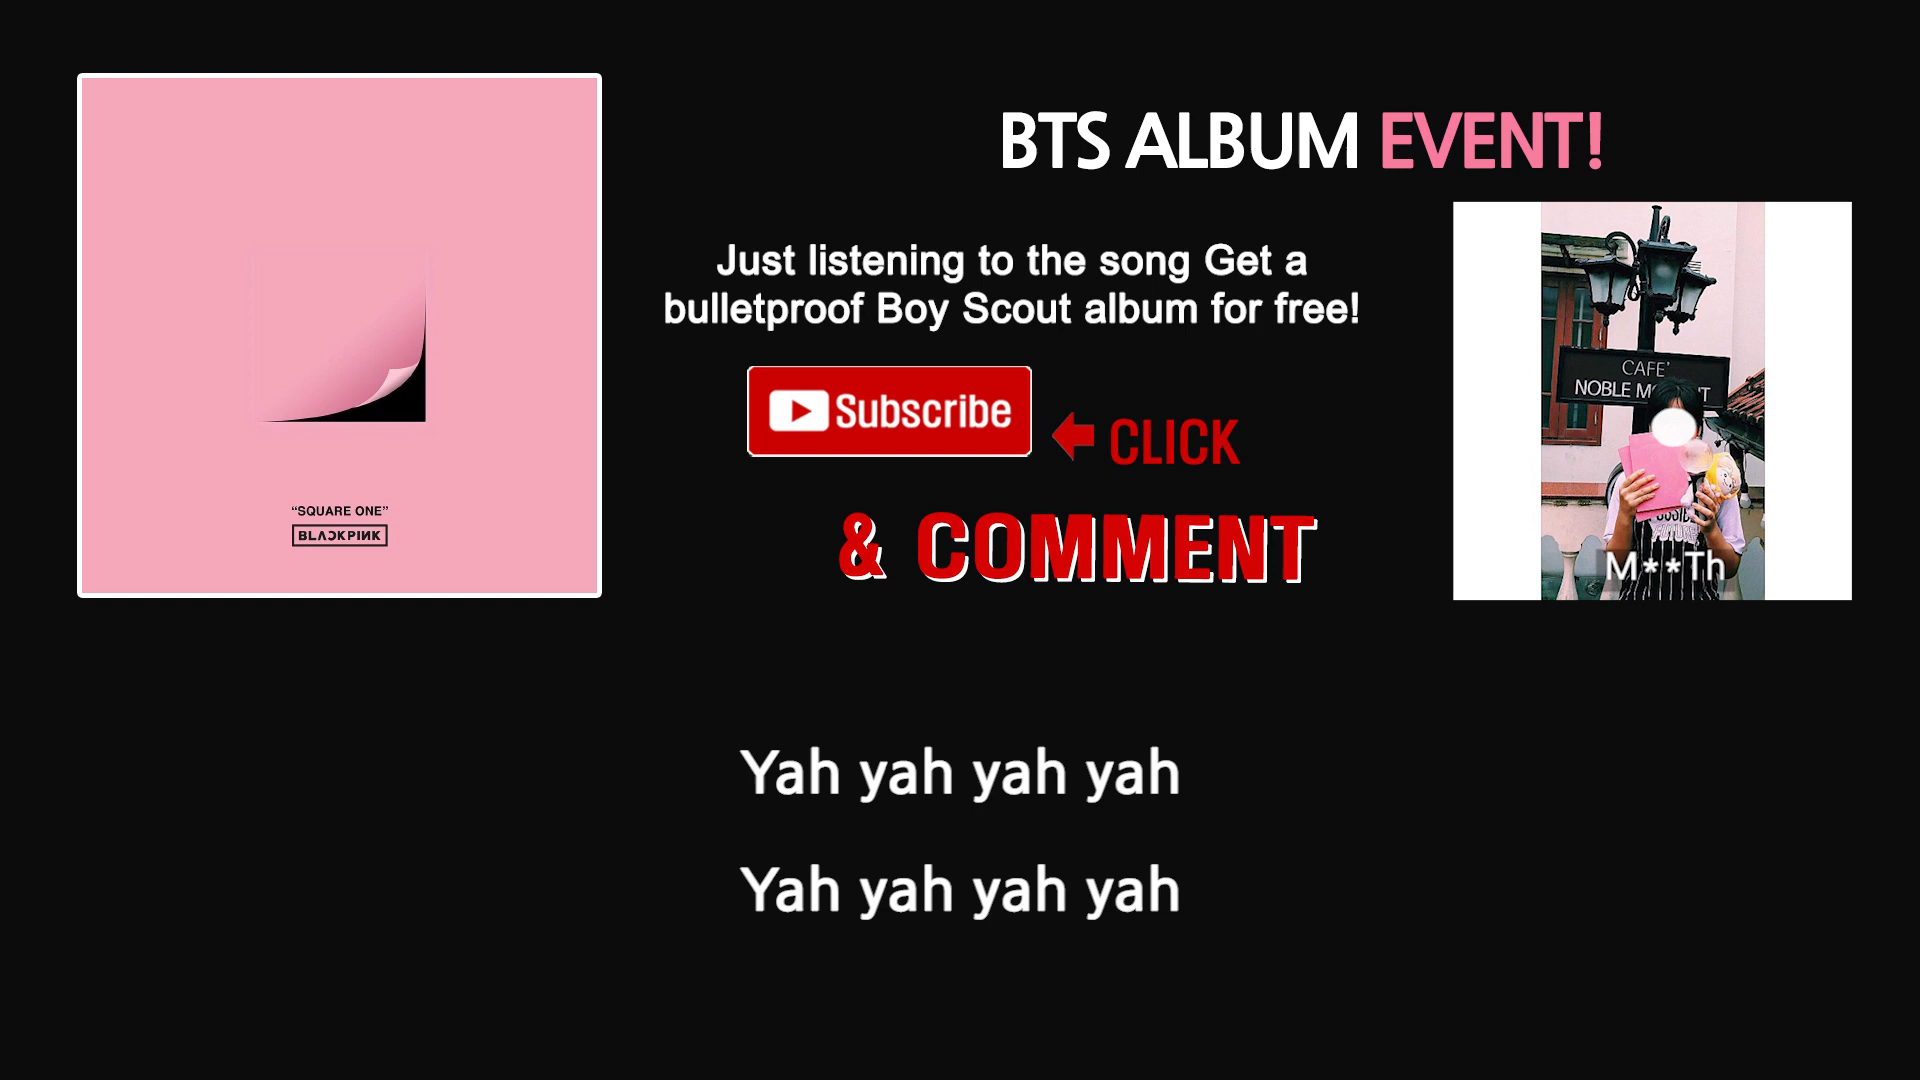 BTS ALBUM EVENT!
Just listening to the song Get a
bulletproof Boy Scout album for free!
Subscribe
CLICK
& COMMENT
"SQUARE ONE"
BLΛƆKPIИK
CAFE'
NOBLE
M**Th
Yah yah yah yah
Yah yah yah yah